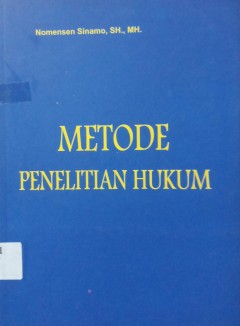 Nomensen Sinamo, SH., MH.
METODE
PENELITIAN HUKUM